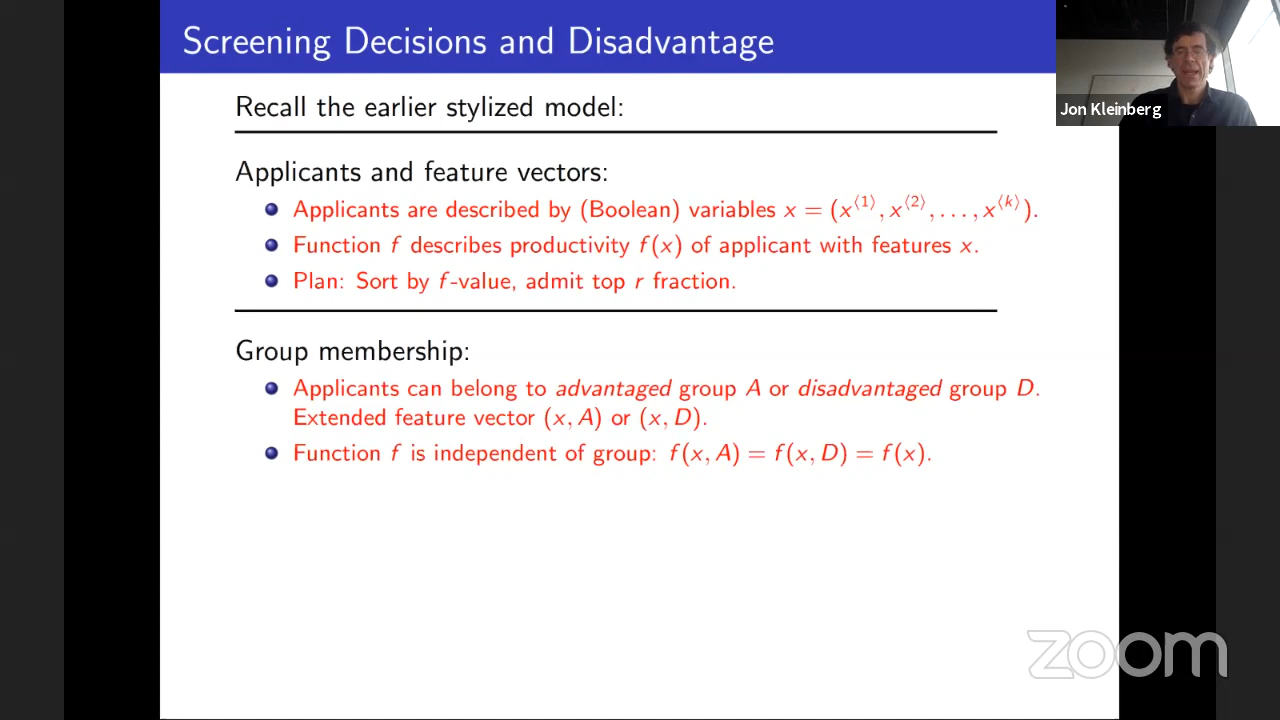 Screening Decisions and Disadvantage
Jon Kleinberg
Recall the earlier stylized model:
Applicants and feature vectors:
Applicants are described by (Boolean) variables x = (x⟨1⟩, x⟨2⟩, . . . , x⟨k⟩).
Function f describes productivity f(x) of applicant with features x.
Plan: Sort by f-value, admit top r fraction.
Group membership:
Applicants can belong to advantaged group A or disadvantaged group D.
Extended feature vector (x, A) or (x, D).
Function f is independent of group: f(x, A) = f(x, D) = f(x).
zoom